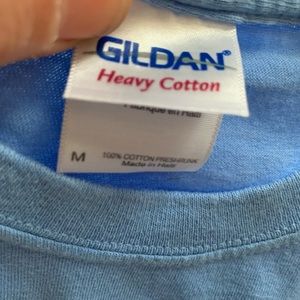 GILDAN®
Heavy Cotton
Fabriqué en Haïti
M
100% COTTON PRESHRUNK
Made in Haiti